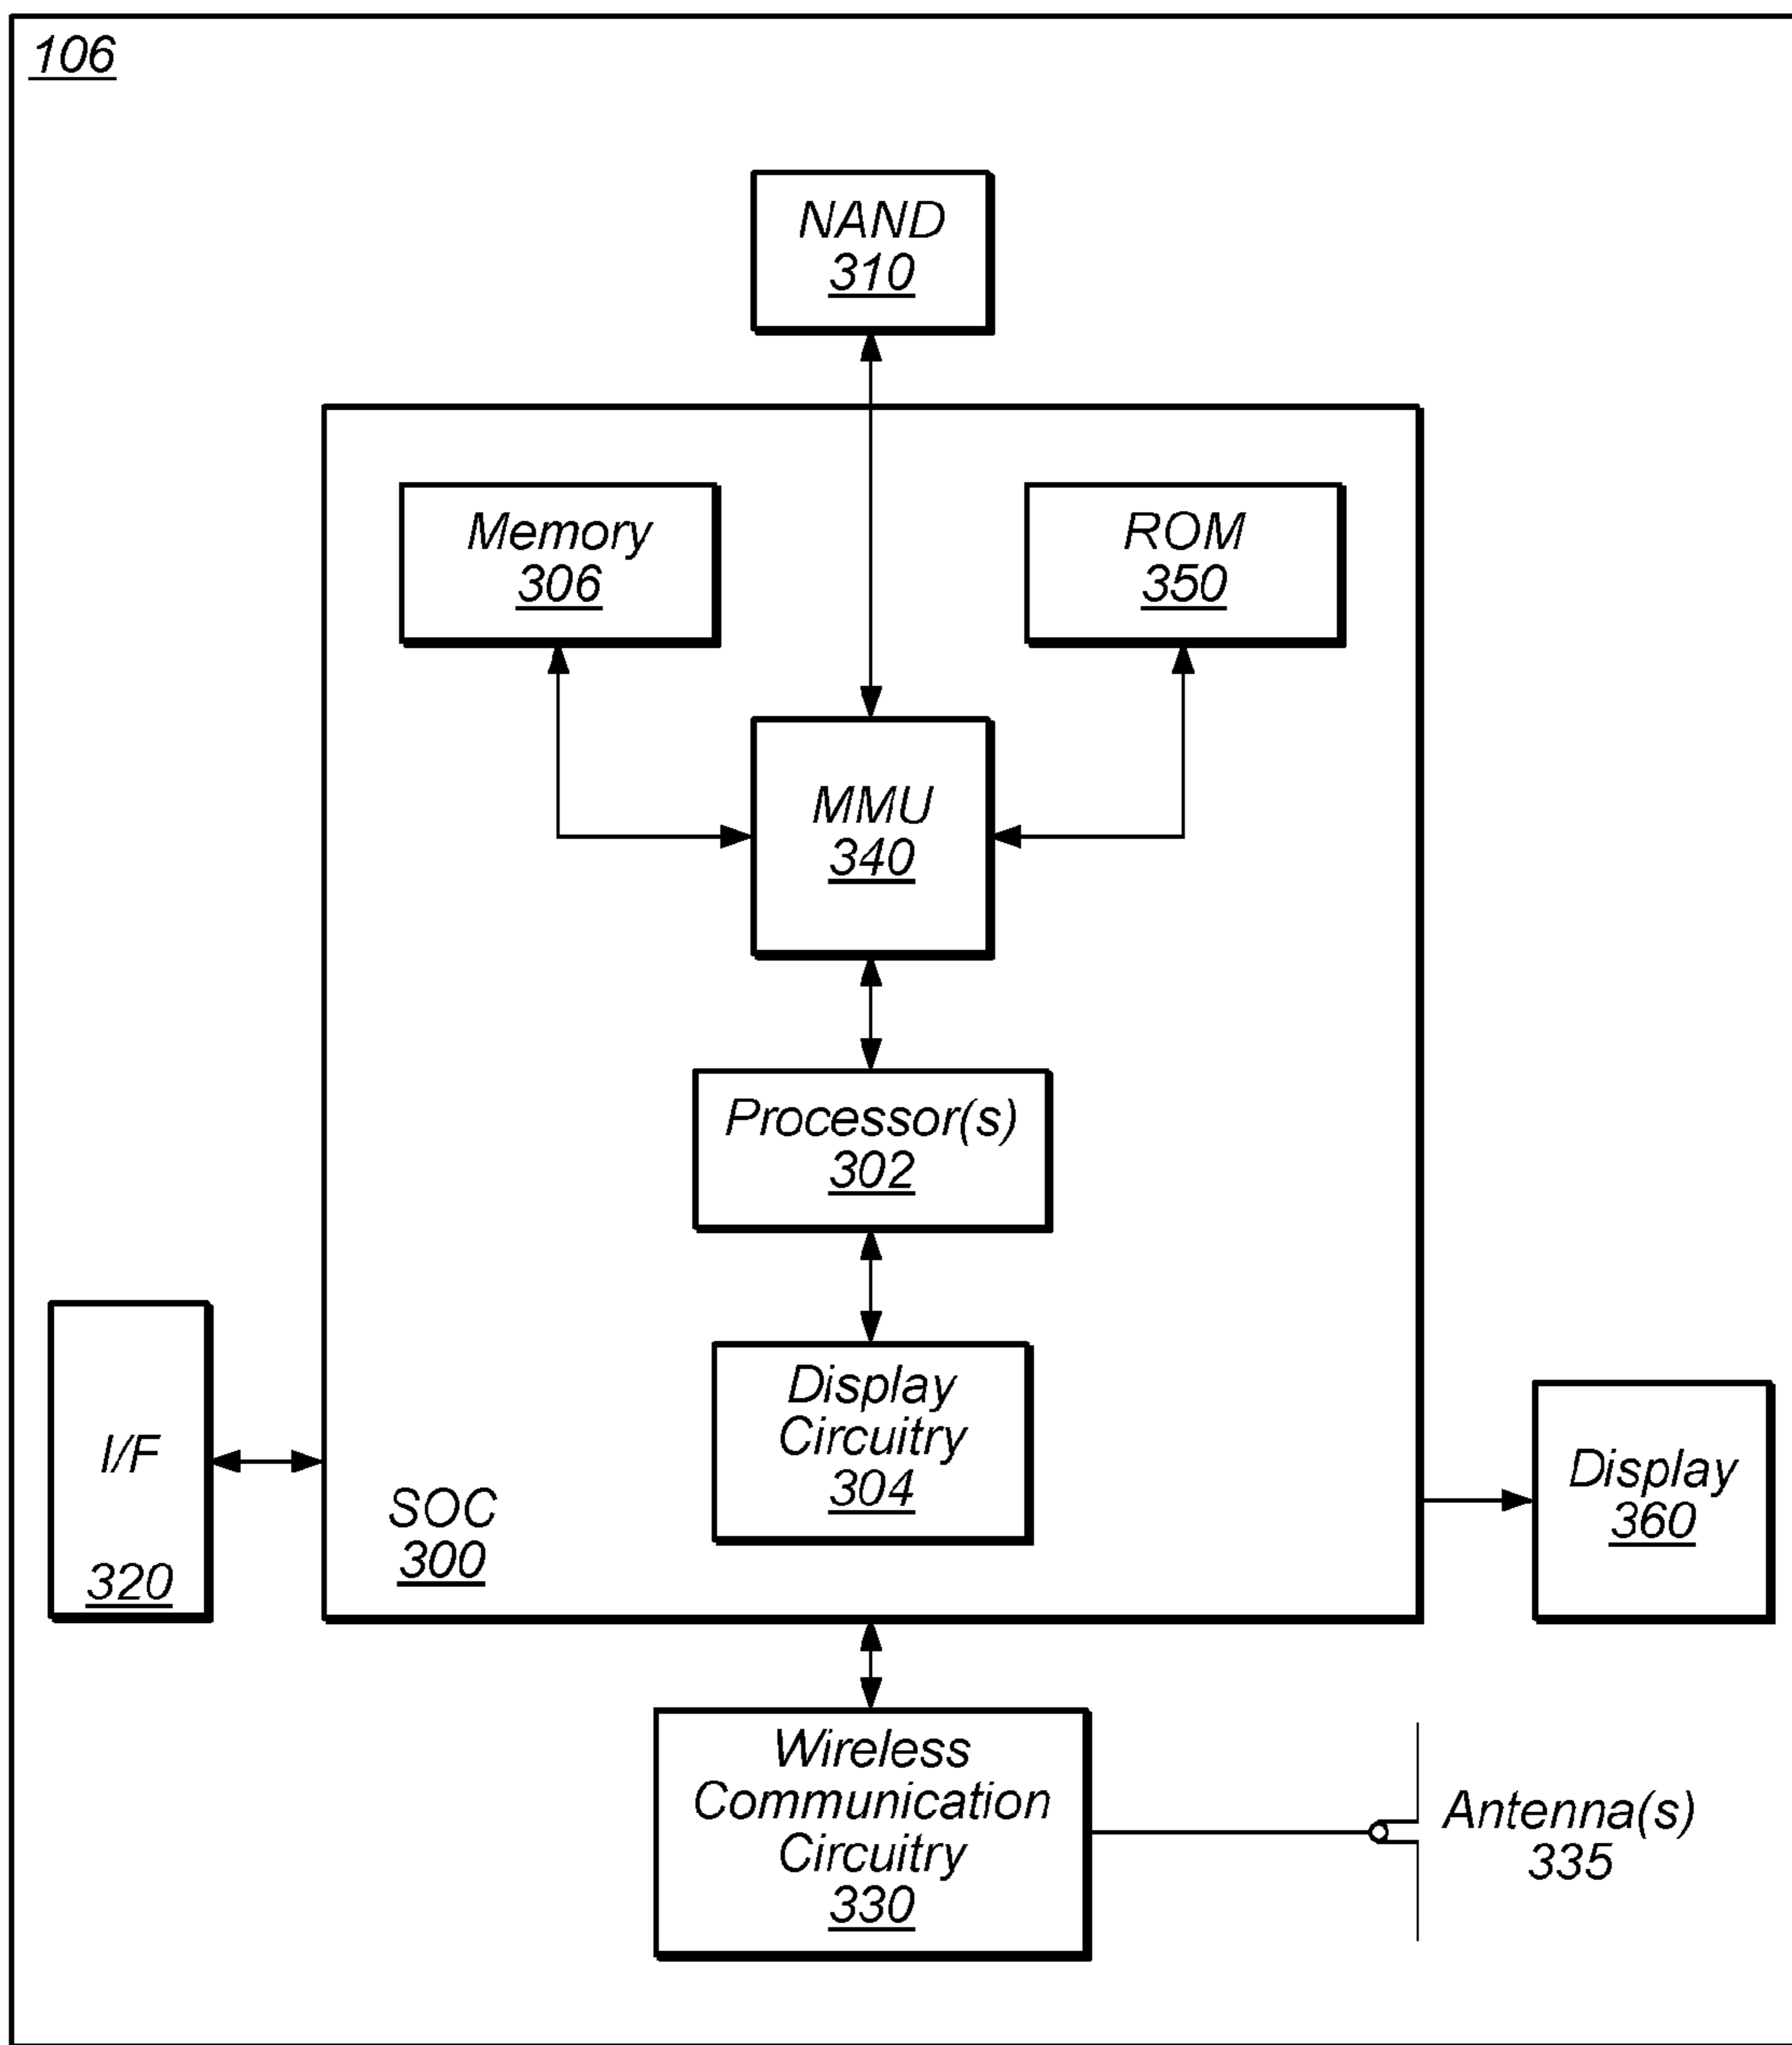 106
NAND
310
Memory
306
ROM
350
MMU
340
Processor(s)
302
Display
Circuitry
304
I/F
320
SOC
300
Display
360
Wireless
Communication
Circuitry
330
Antenna(s)
335